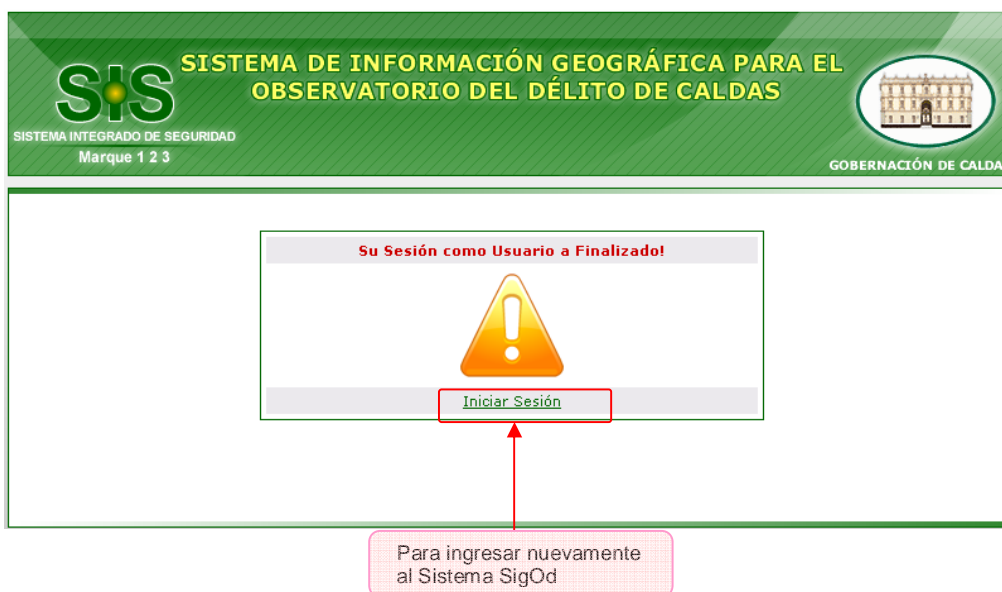 SISTEMA DE INFORMACIÓN GEOGRÁFICA PARA EL
OBSERVATORIO DEL DÉLITO DE CALDAS
SIS
SISTEMA INTEGRADO DE SEGURIDAD
Marque 1 2 3
GOBERNACIÓN DE CALDA
Su Sesión como Usuario a Finalizado!
Iniciar Sesión
Para ingresar nuevamente
al Sistema SigOd